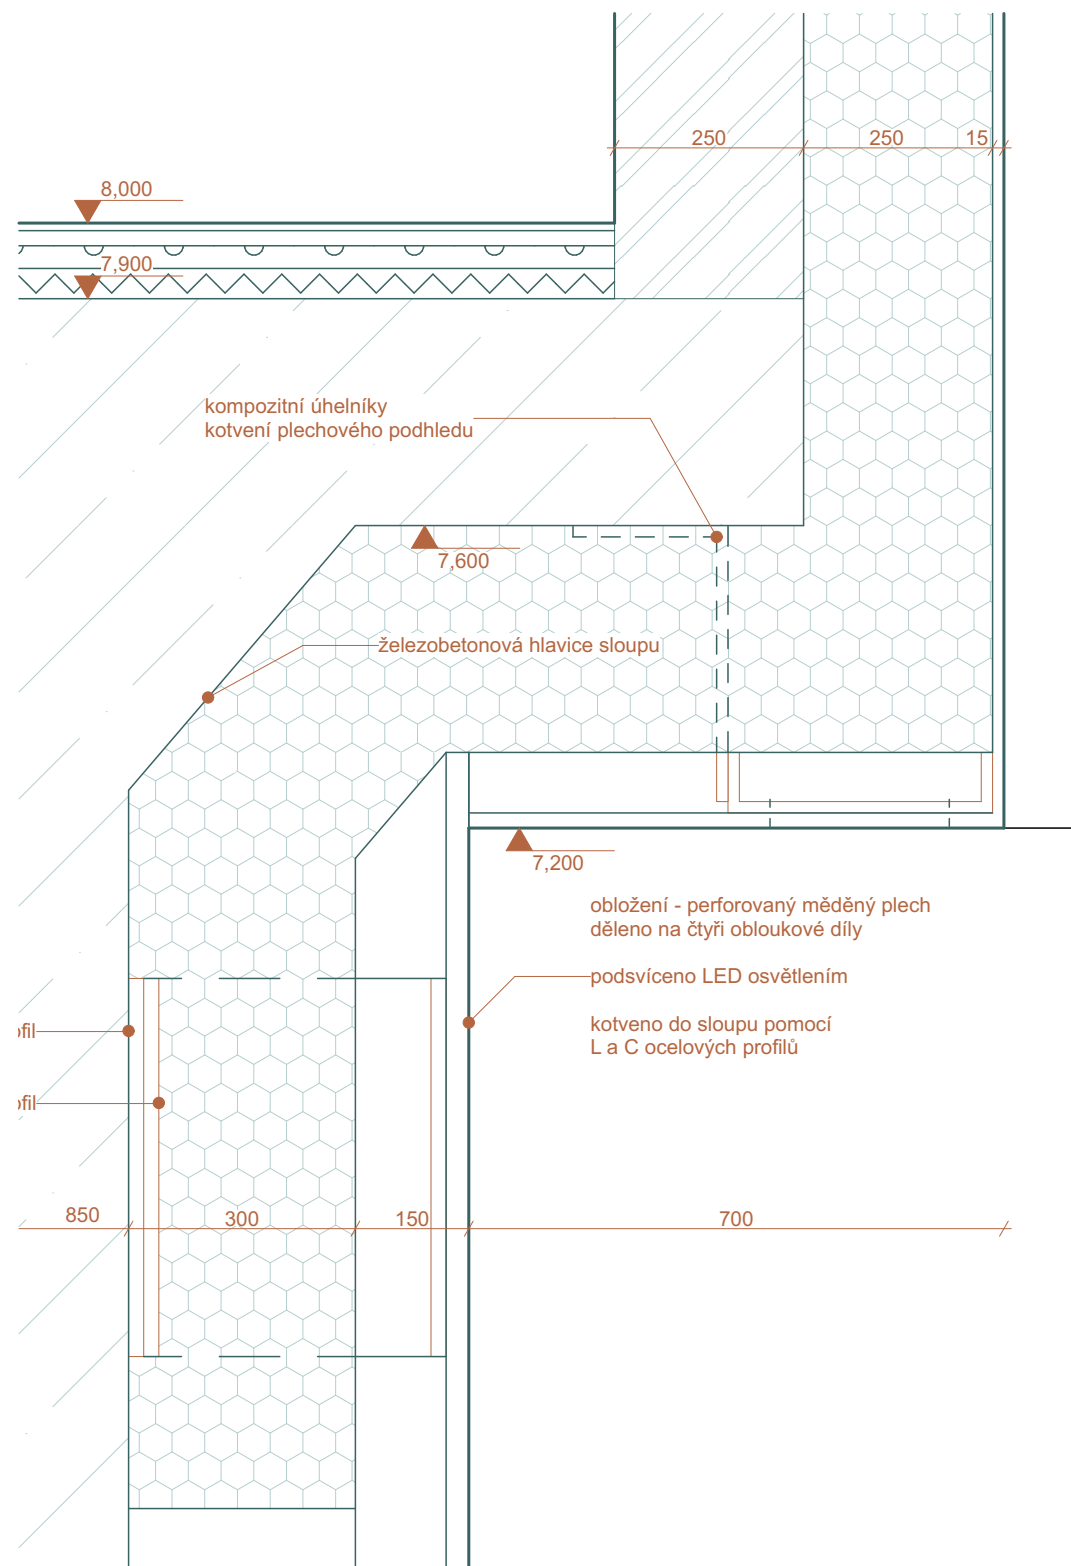 250
250
15
8,000
7,900
kompozitní úhelníky
kotvení plechového podhledu
7,600
železobetonová hlavice sloupu
7,200
obložení - perforovaný měděný plech
děleno na čtyři obloukové díly
podsvíceno LED osvětlením
kotveno do sloupu pomocí
L a C ocelových profilů
850
300
150
700